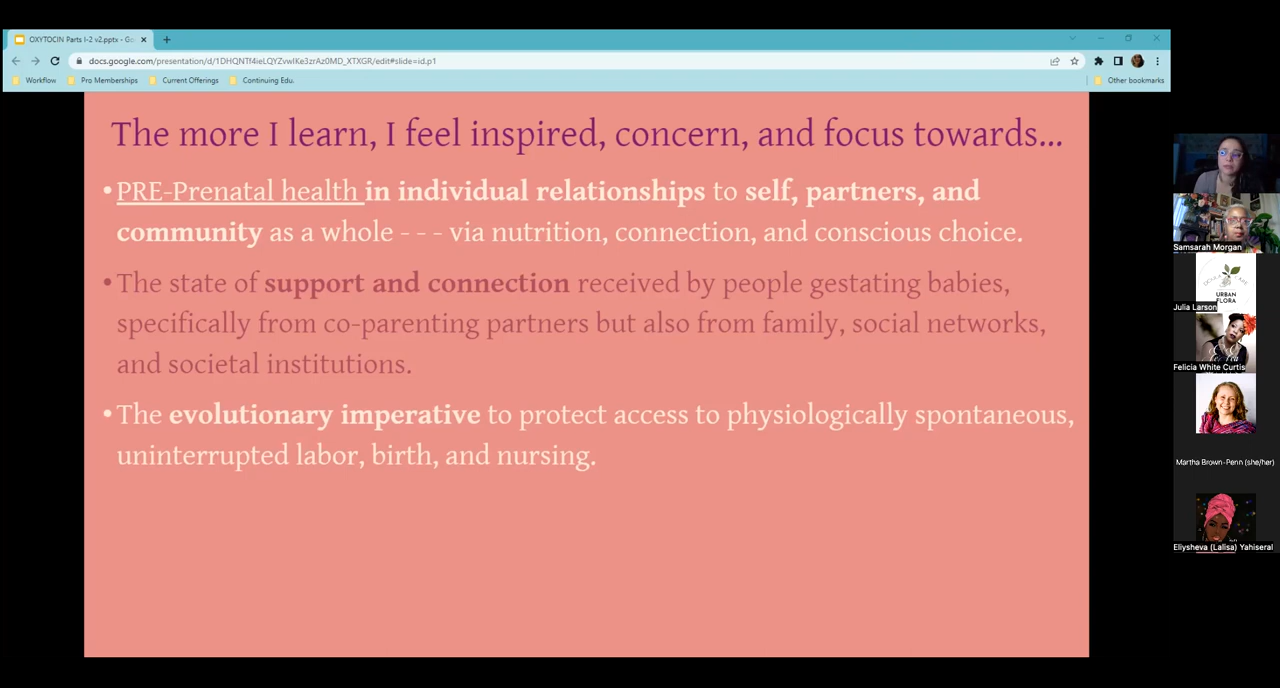 OXYTOCIN Parts I-2 v2.pptx - Go
docs.google.com/presentation/d/1DHQNTf4ieLQYZvwIKe3zrAz0MD_XTXGR/edit#slide=id.p1
Workflow Pro Memberships Current Offerings Continuing Edu. Other bookmarks
The more I learn, I feel inspired, concern, and focus towards...
•PRE-Prenatal health in individual relationships to self, partners, and
community as a whole - - - via nutrition, connection, and conscious choice.
•The state of support and connection received by people gestating babies,
specifically from co-parenting partners but also from family, social networks,
and societal institutions.
•The evolutionary imperative to protect access to physiologically spontaneous,
uninterrupted labor, birth, and nursing.
Samsarah Morgan
URBAN
FLORA
Julia Larson
Felicia White Curtis
Martha Brown-Penn (she/her)
Eliysheva (Lalisa) Yahiseral